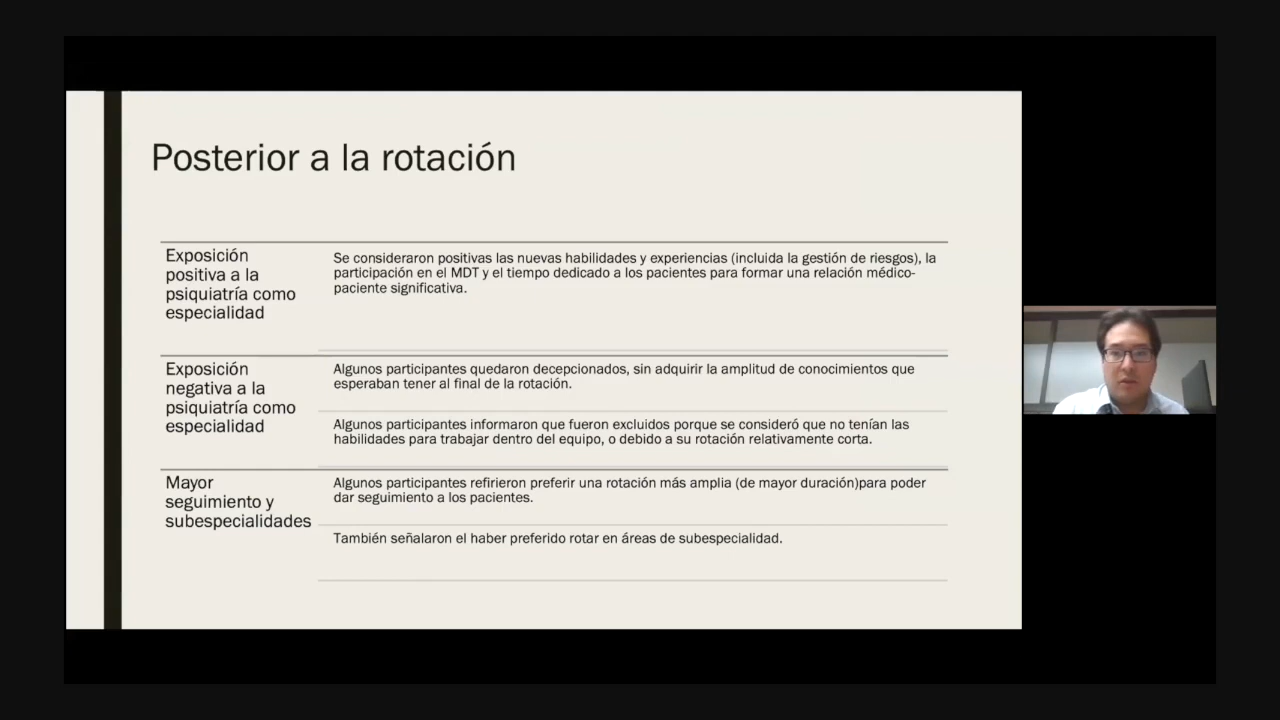 Posterior a la rotación
Exposición
positiva a la
psiquiatría como
especialidad
Se consideraron positivas las nuevas habilidades y experiencias (incluida la gestión de riesgos), la
participación en el MDT y el tiempo dedicado a los pacientes para formar una relación médico-
paciente significativa.
Exposición
negativa a la
psiquiatría como
especialidad
Algunos participantes quedaron decepcionados, sin adquirir la amplitud de conocimientos que
esperaban tener al final de la rotación.
Algunos participantes informaron que fueron excluidos porque se consideró que no tenían las
habilidades para trabajar dentro del equipo, o debido a su rotación relativamente corta.
Mayor
seguimiento y
subespecialidades
Algunos participantes refirieron preferir una rotación más amplia (de mayor duración)para poder
dar seguimiento a los pacientes.
También señalaron el haber preferido rotar en áreas de subespecialidad.